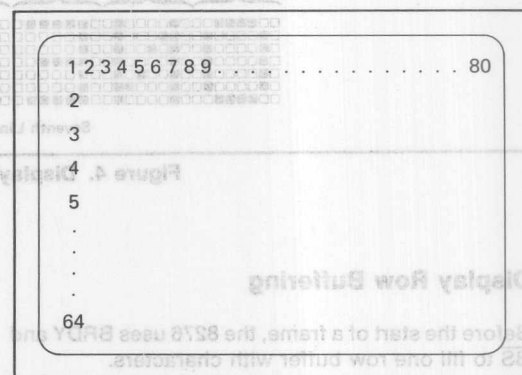 1 2 3 4 5 6 7 8 9 . . . . . . . . . . . . . . . 80
2
3
4
5
.
.
.
64
Seventh Lin
Figure 4. Display
Display Row Buffering
Before the start of a frame, the 8276 uses BRDY and
BS to fill one row buffer with characters.